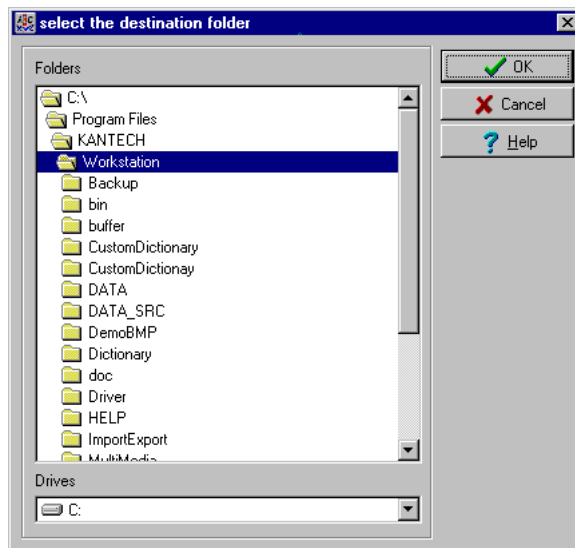 select the destination folder
Folders
OK
C:\
Cancel
Program Files
KANTECH
Help
Workstation
Backup
bin
buffer
CustomDictionary
CustomDictionay
DATA
DATA_SRC
DemoBMP
Dictionary
doc
Driver
HELP
ImportExport
MultiMedia
Drives
C: